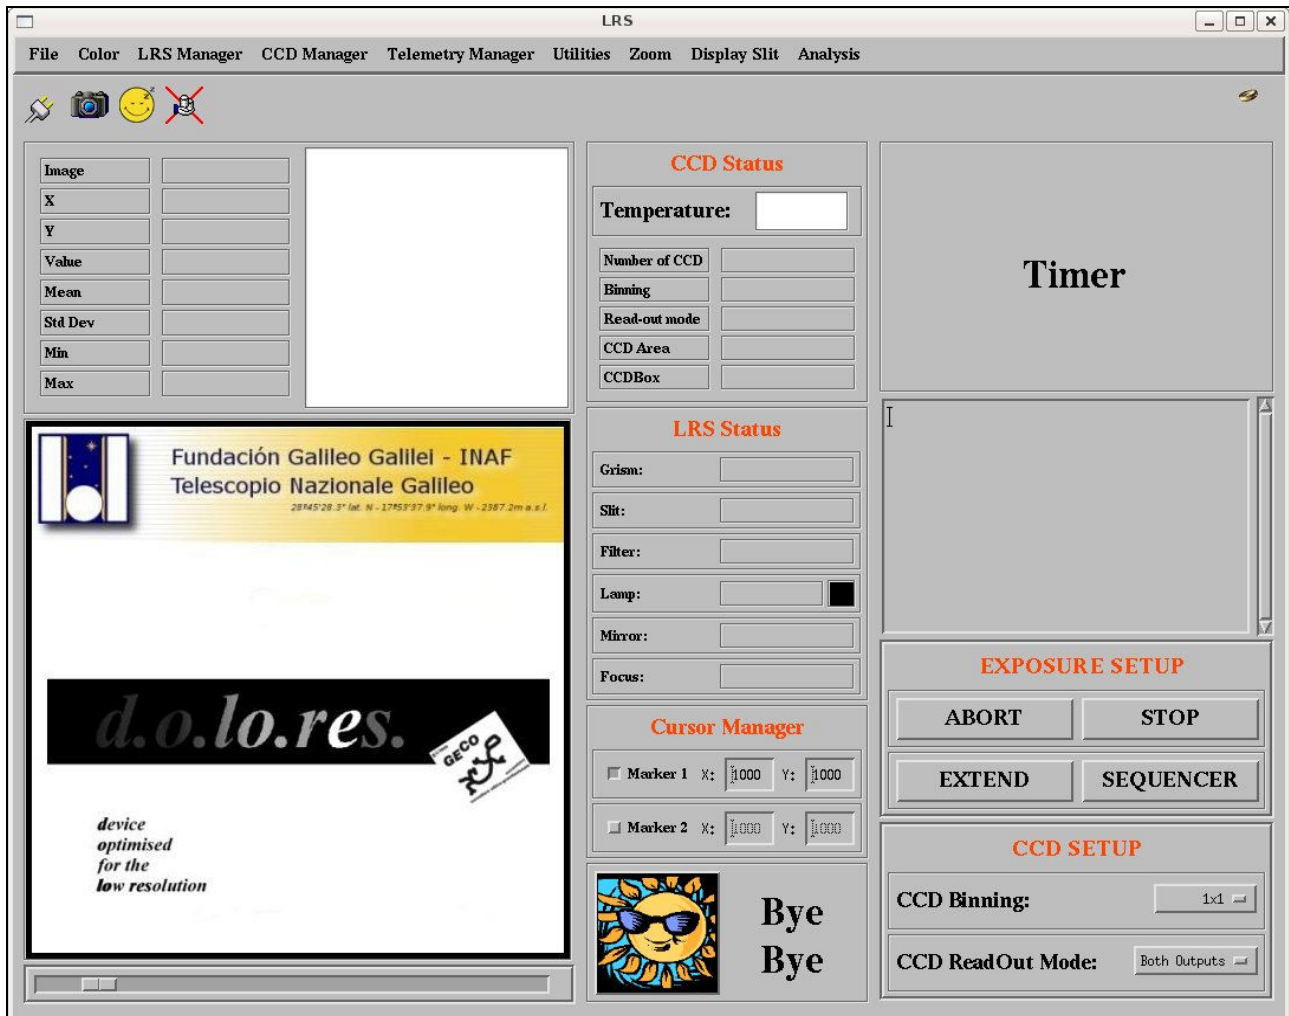 LRS
File Color LRS Manager CCD Manager Telemetry Manager Utilities Zoom Display Slit Analysis
Image
X
Y
Value
Mean
Std Dev
Min
Max
Fundación Galileo Galilei - INAF
Telescopio Nazionale Galileo
d.o.lo.res.
GECO
device
optimised
for the
low resolution
CCD Status
Temperature:
Number of CCD
Binning
Read-out mode
CCD Area
CCDBox
LRS Status
Grism:
Slit:
Filter:
Lamp:
Mirror:
Focus:
Cursor Manager
Marker 1 X: 1000 Y: 1000
Marker 2 X: 1000 Y: 1000
Bye
Bye
Timer
EXPOSURE SETUP
ABORT STOP
EXTEND SEQUENCER
CCD SETUP
CCD Binning: 1x1
CCD ReadOut Mode: Both Outputs